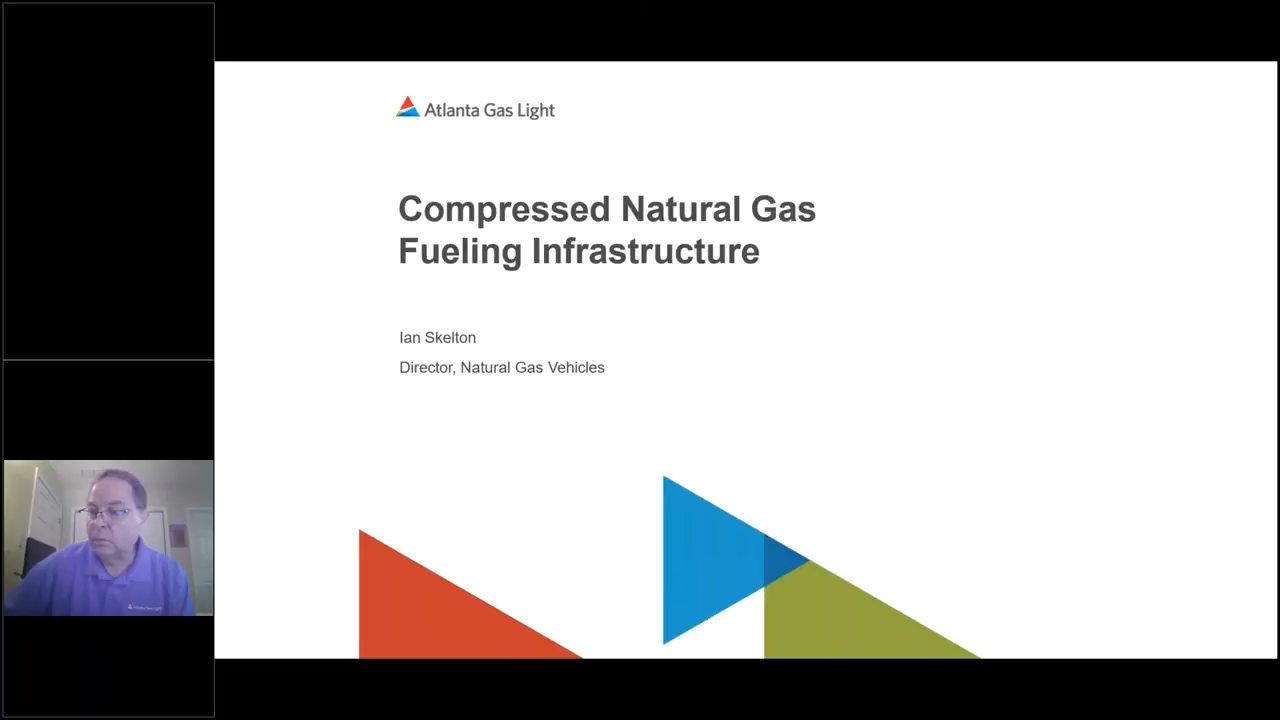 Atlanta Gas Light
Compressed Natural Gas
Fueling Infrastructure
Ian Skelton
Director, Natural Gas Vehicles